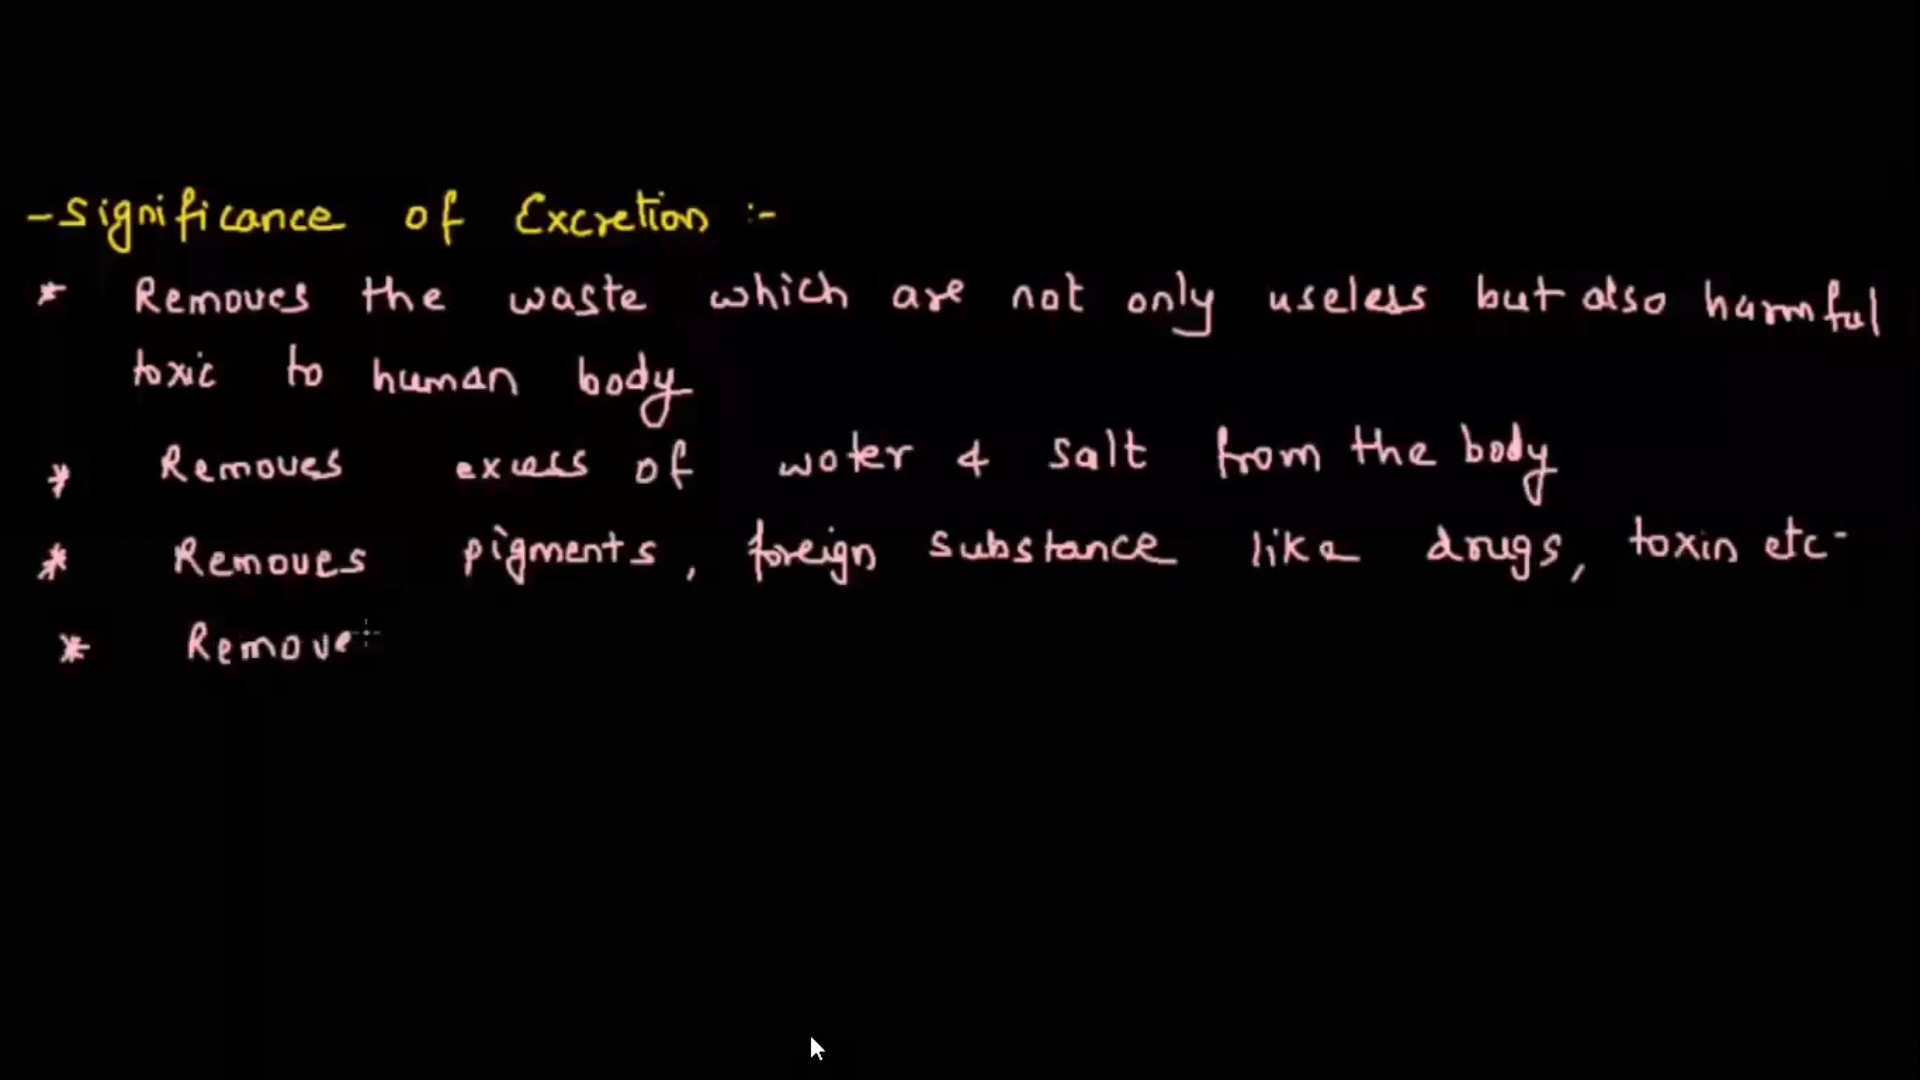 - Significance of Excretion :-
* Removes the waste which are not only useless but also harmful
toxic to human body
* Removes excess of woter & salt from the body
* Removes pigments, foreign substance like drugs, toxin etc-
* Remove